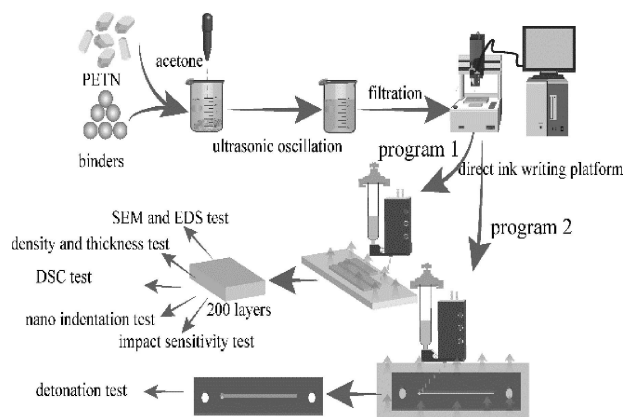 acetone
PETN
filtration
binders
ultrasonic oscillation
program 1
direct ink writing platform
program 2
SEM and EDS test
density and thickness test
DSC test
200 layers
nano indentation test
impact sensitivity test
detonation test